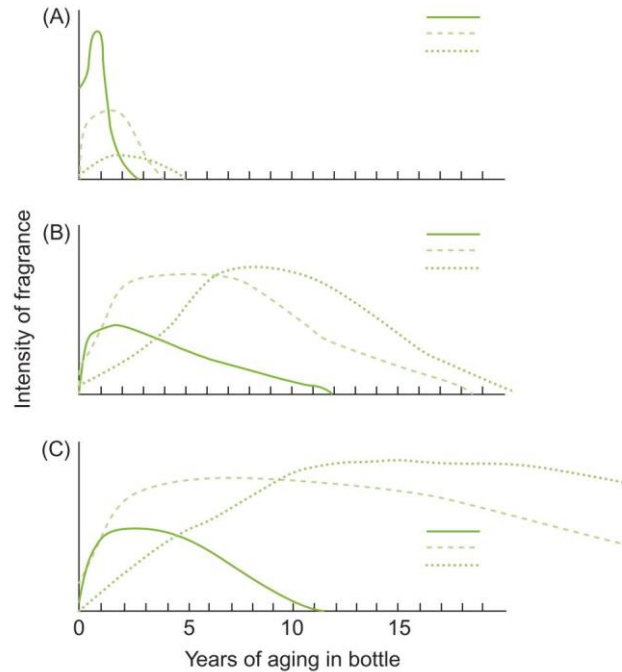 (A)
(B)
Intensity of fragrance
(C)
0 5 10 15
Years of aging in bottle